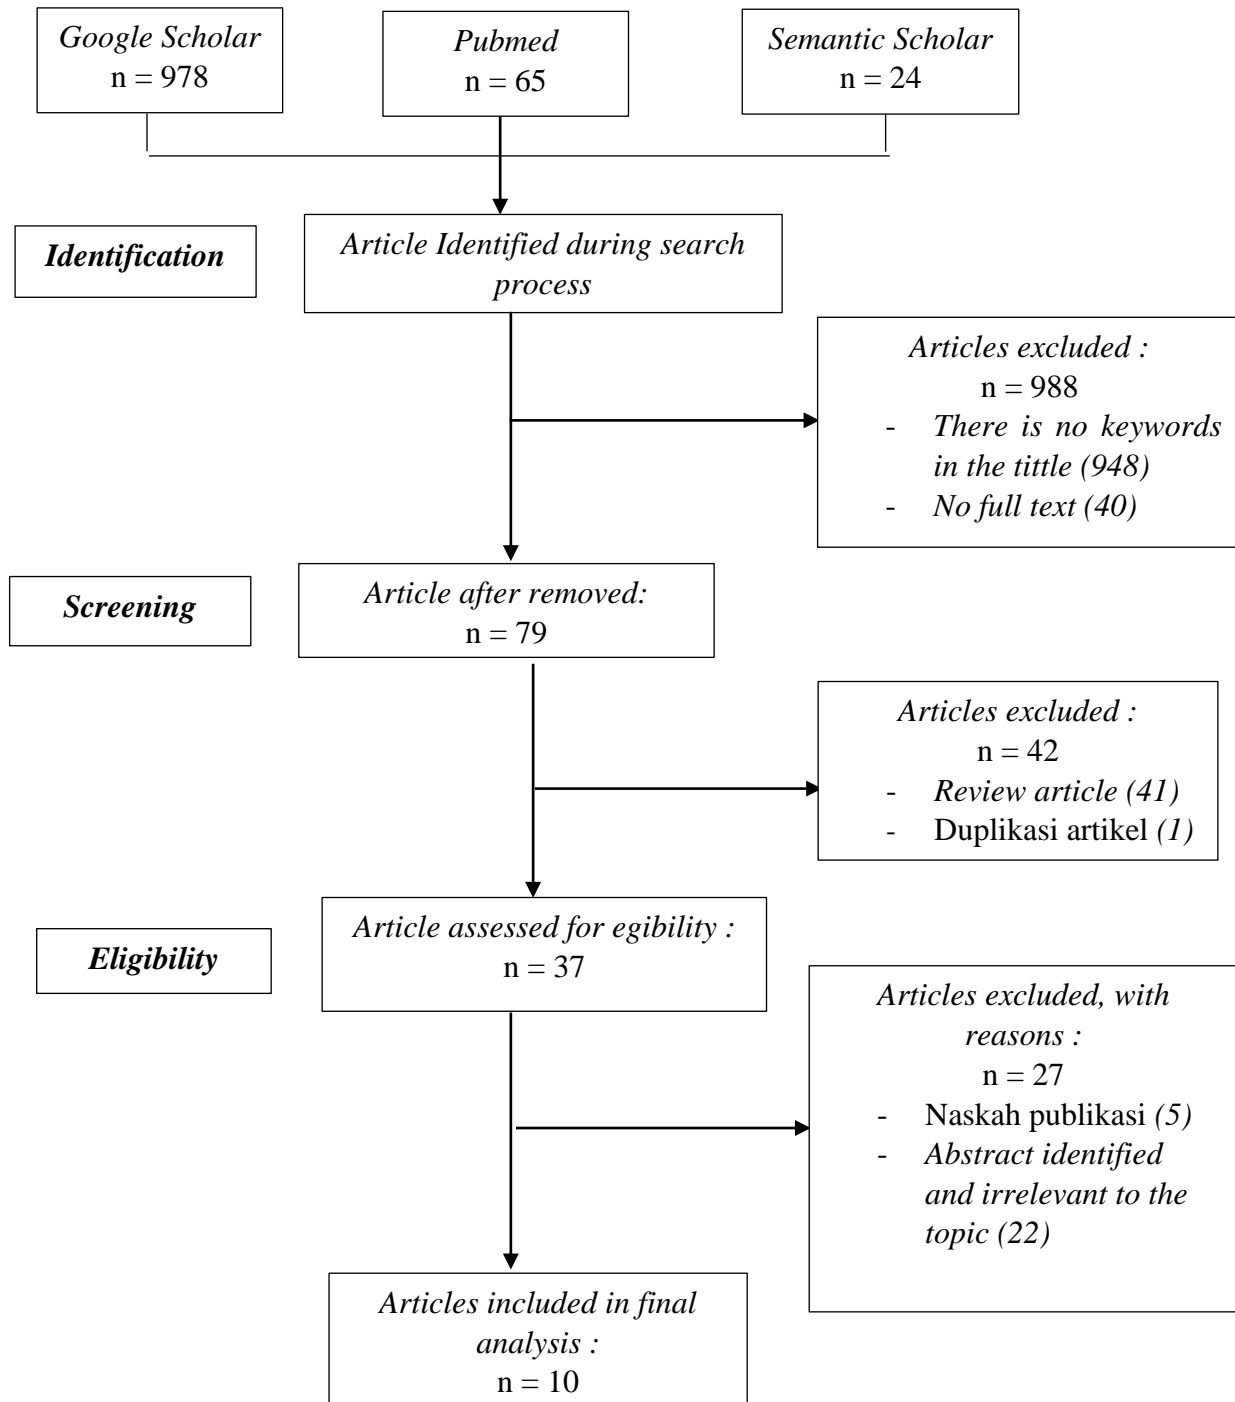 Google Scholar
n = 978
Pubmed
n = 65
Semantic Scholar
n = 24
Identification
Article Identified during search
process
Articles excluded :
n = 988
- There is no keywords
in the tittle (948)
- No full text (40)
Screening
Article after removed:
n = 79
Articles excluded :
n = 42
- Review article (41)
- Duplikasi artikel (1)
Eligibility
Article assessed for egibility :
n = 37
Articles excluded, with
reasons :
n = 27
- Naskah publikasi (5)
- Abstract identified
and irrelevant to the
topic (22)
Articles included in final
analysis :
n = 10